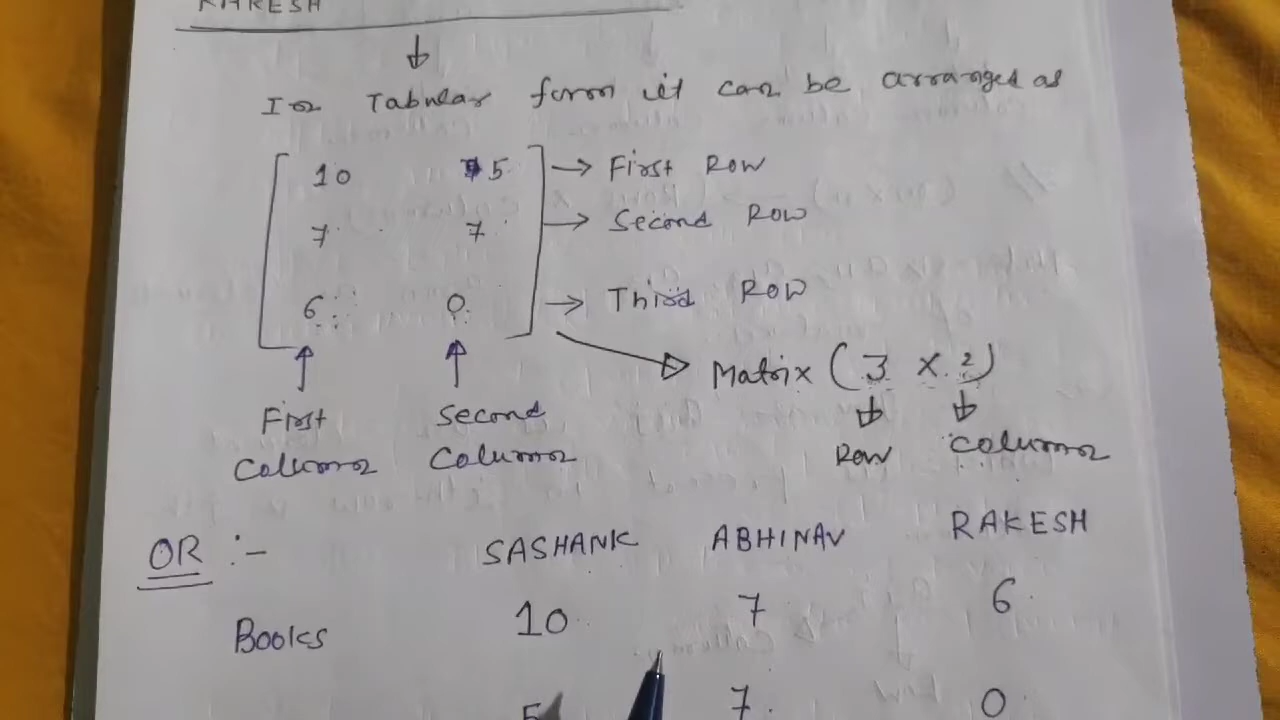 RAKESH
In Tabular form it can be arranged as
10 5 → First Row
7 7 → Second Row
6 0 → Third Row
Matrix (3 x 2)
First Column
Second Column
Row
Column
OR :-
SASHANK ABHINAV RAKESH
Books 10 7 6
5 7 0